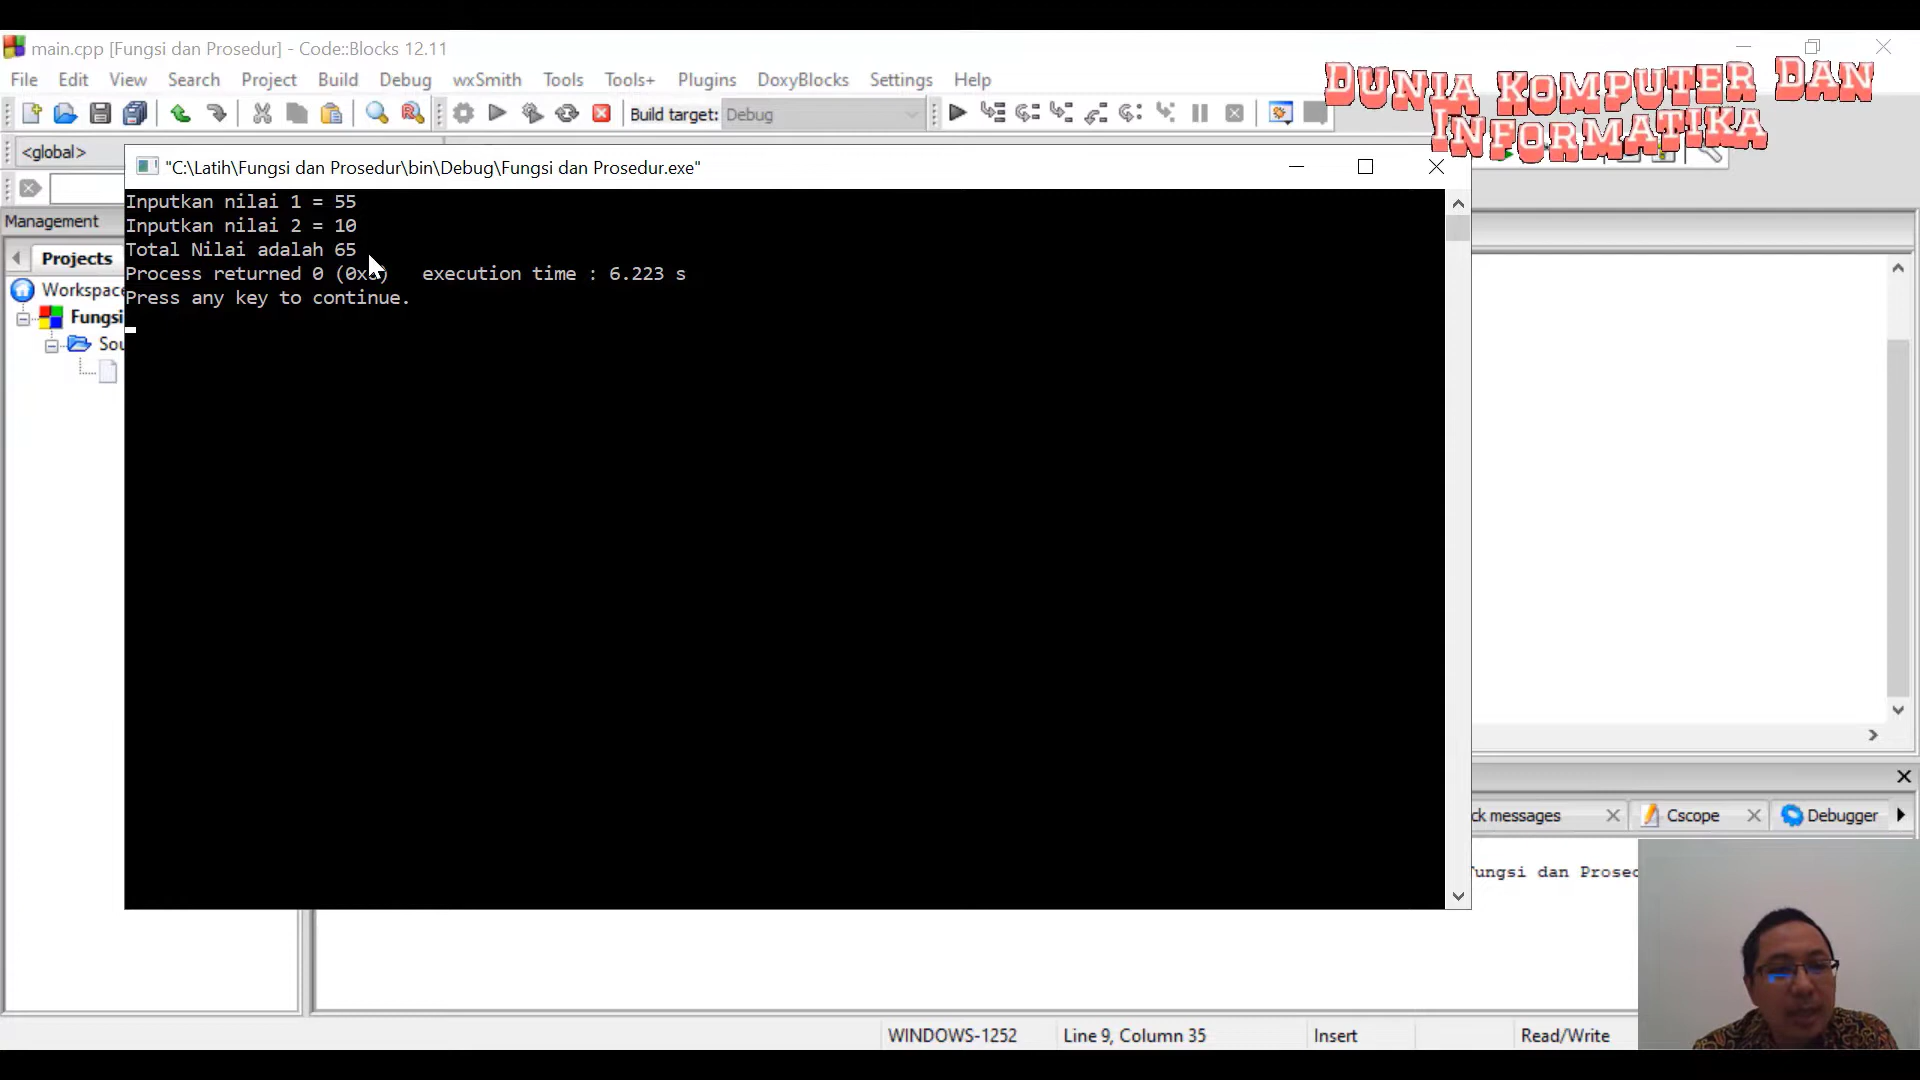 main.cpp [Fungsi dan Prosedur] - Code::Blocks 12.11
File Edit View Search Project Build Debug wxSmith Tools Tools+ Plugins DoxyBlocks Settings Help
DUNIA KOMPUTER DAN
INFORMATIKA
Build target: Debug
<global>
"C:\Latih\Fungsi dan Prosedur\bin\Debug\Fungsi dan Prosedur.exe"
Inputkan nilai 1 = 55
Inputkan nilai 2 = 10
Total Nilai adalah 65
Process returned 0 execution time : 6.223 s
Press any key to continue.
Management
Projects
Workspace
Fungsi
Sou
ck messages Cscope Debugger
ungsi dan Prosed
WINDOWS-1252 Line 9, Column 35 Insert Read/Write